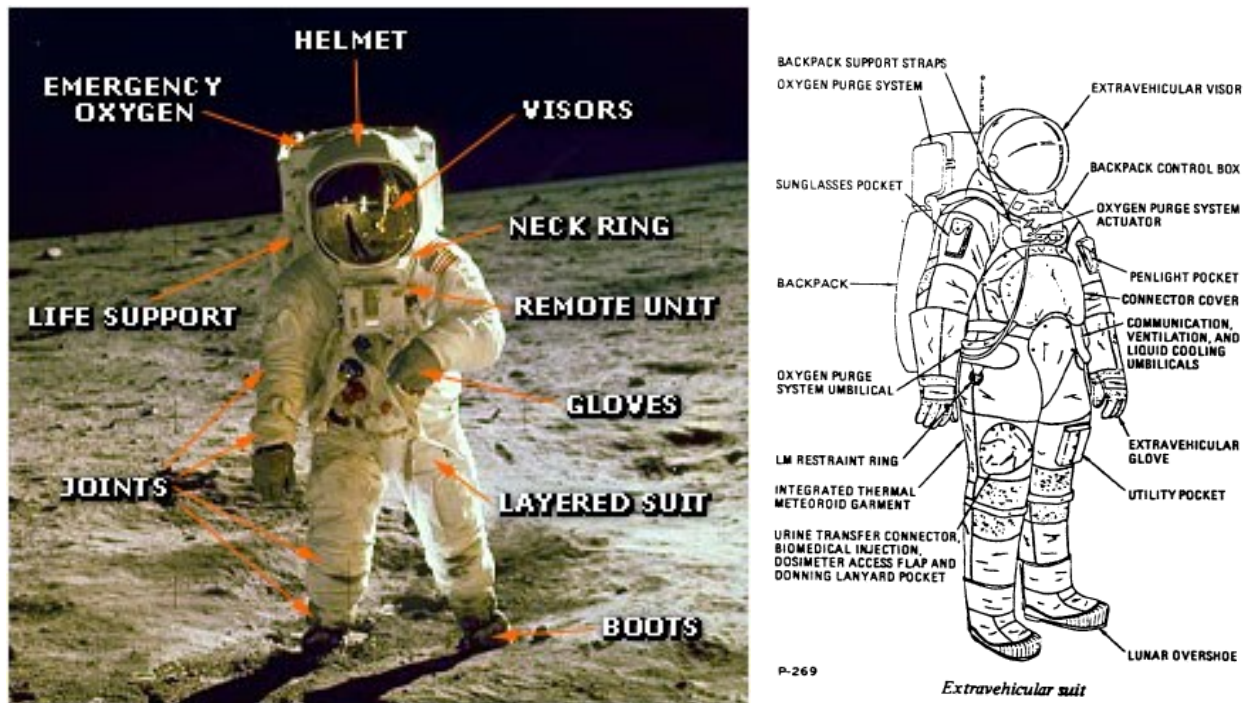 HELMET
EMERGENCY
OXYGEN
VISORS
NECK RING
LIFE SUPPORT
REMOTE UNIT
GLOVES
JOINTS
LAYERED SUIT
BOOTS
BACKPACK SUPPORT STRAPS
OXYGEN PURGE SYSTEM
EXTRAVEHICULAR VISOR
BACKPACK CONTROL BOX
SUNGLASSES POCKET
OXYGEN PURGE SYSTEM
ACTUATOR
PENLIGHT POCKET
BACKPACK
CONNECTOR COVER
COMMUNICATION,
VENTILATION, AND
LIQUID COOLING
UMBILICALS
OXYGEN PURGE
SYSTEM UMBILICAL
EXTRAVEHICULAR
GLOVE
LM RESTRAINT RING
INTEGRATED THERMAL
METEOROID GARMENT
UTILITY POCKET
URINE TRANSFER CONNECTOR,
BIOMEDICAL INJECTION,
DOSIMETER ACCESS FLAP AND
DONNING LANYARD POCKET
LUNAR OVERSHOE
P-269
Extravehicular suit